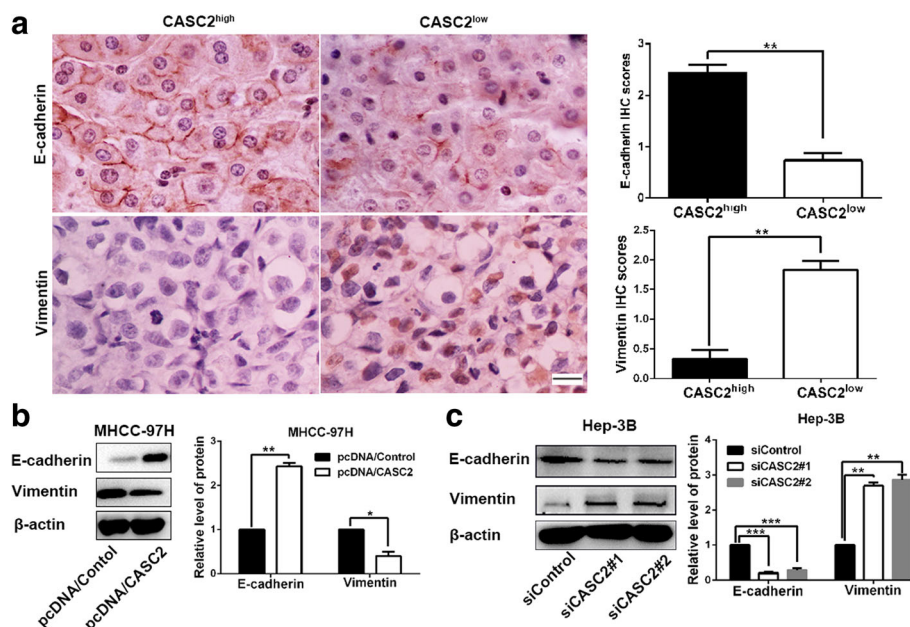 a
CASC2high
CASC2low
E-cadherin
Vimentin
E-cadherin IHC scores
3
2
1
0
**
CASC2high
CASC2low
Vimentin IHC scores
2.5
2.0
1.5
1.0
0.5
0.0
**
CASC2high
CASC2low
b
MHCC-97H
E-cadherin
Vimentin
β-actin
pcDNA/Contol
pcDNA/CASC2
MHCC-97H
pcDNA/Control
pcDNA/CASC2
Relative level of protein
3
2
1
0
**
*
E-cadherin
Vimentin
c
Hep-3B
E-cadherin
Vimentin
β-actin
siControl
siCASC2#1
siCASC2#2
Hep-3B
siControl
siCASC2#1
siCASC2#2
Relative level of protein
4
3
2
1
0
***
***
**
**
E-cadherin
Vimentin